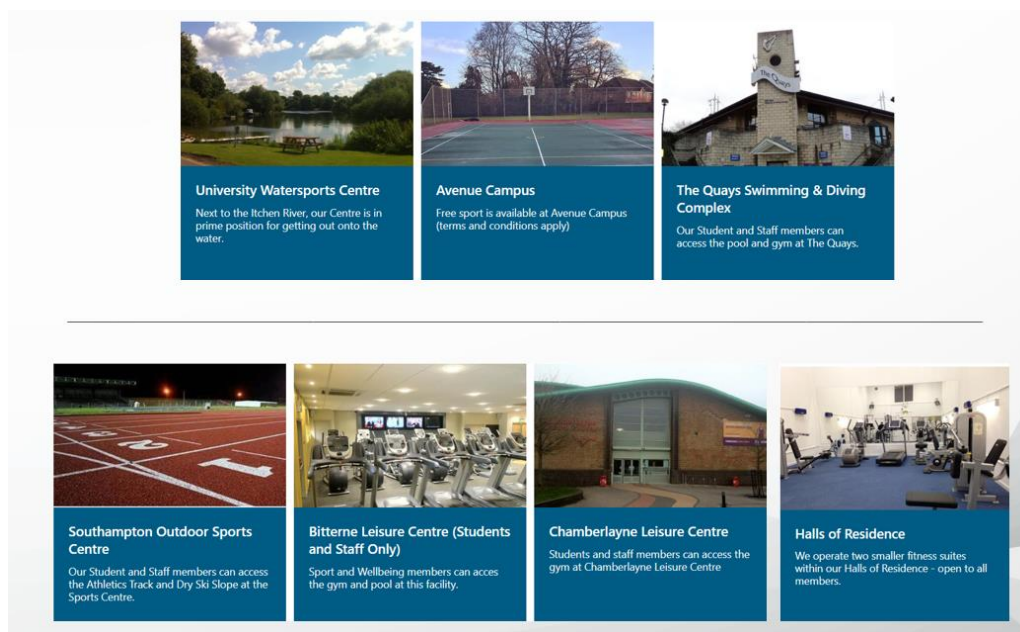 The Quays
University Watersports Centre
Next to the Itchen River, our Centre is in
prime position for getting out onto the
water.
Avenue Campus
Free sport is available at Avenue Campus
(terms and conditions apply)
The Quays Swimming & Diving
Complex
Our Student and Staff members can
access the pool and gym at The Quays.
2
1
Southampton Outdoor Sports
Centre
Our Student and Staff members can access
the Athletics Track and Dry Ski Slope at the
Sports Centre.
Bitterne Leisure Centre (Students
and Staff Only)
Sport and Wellbeing members can acces
the gym and pool at this facility.
Chamberlayne Leisure Centre
Students and staff members can access the
gym at Chamberlayne Leisure Centre
Halls of Residence
We operate two smaller fitness suites
within our Halls of Residence - open to all
members.